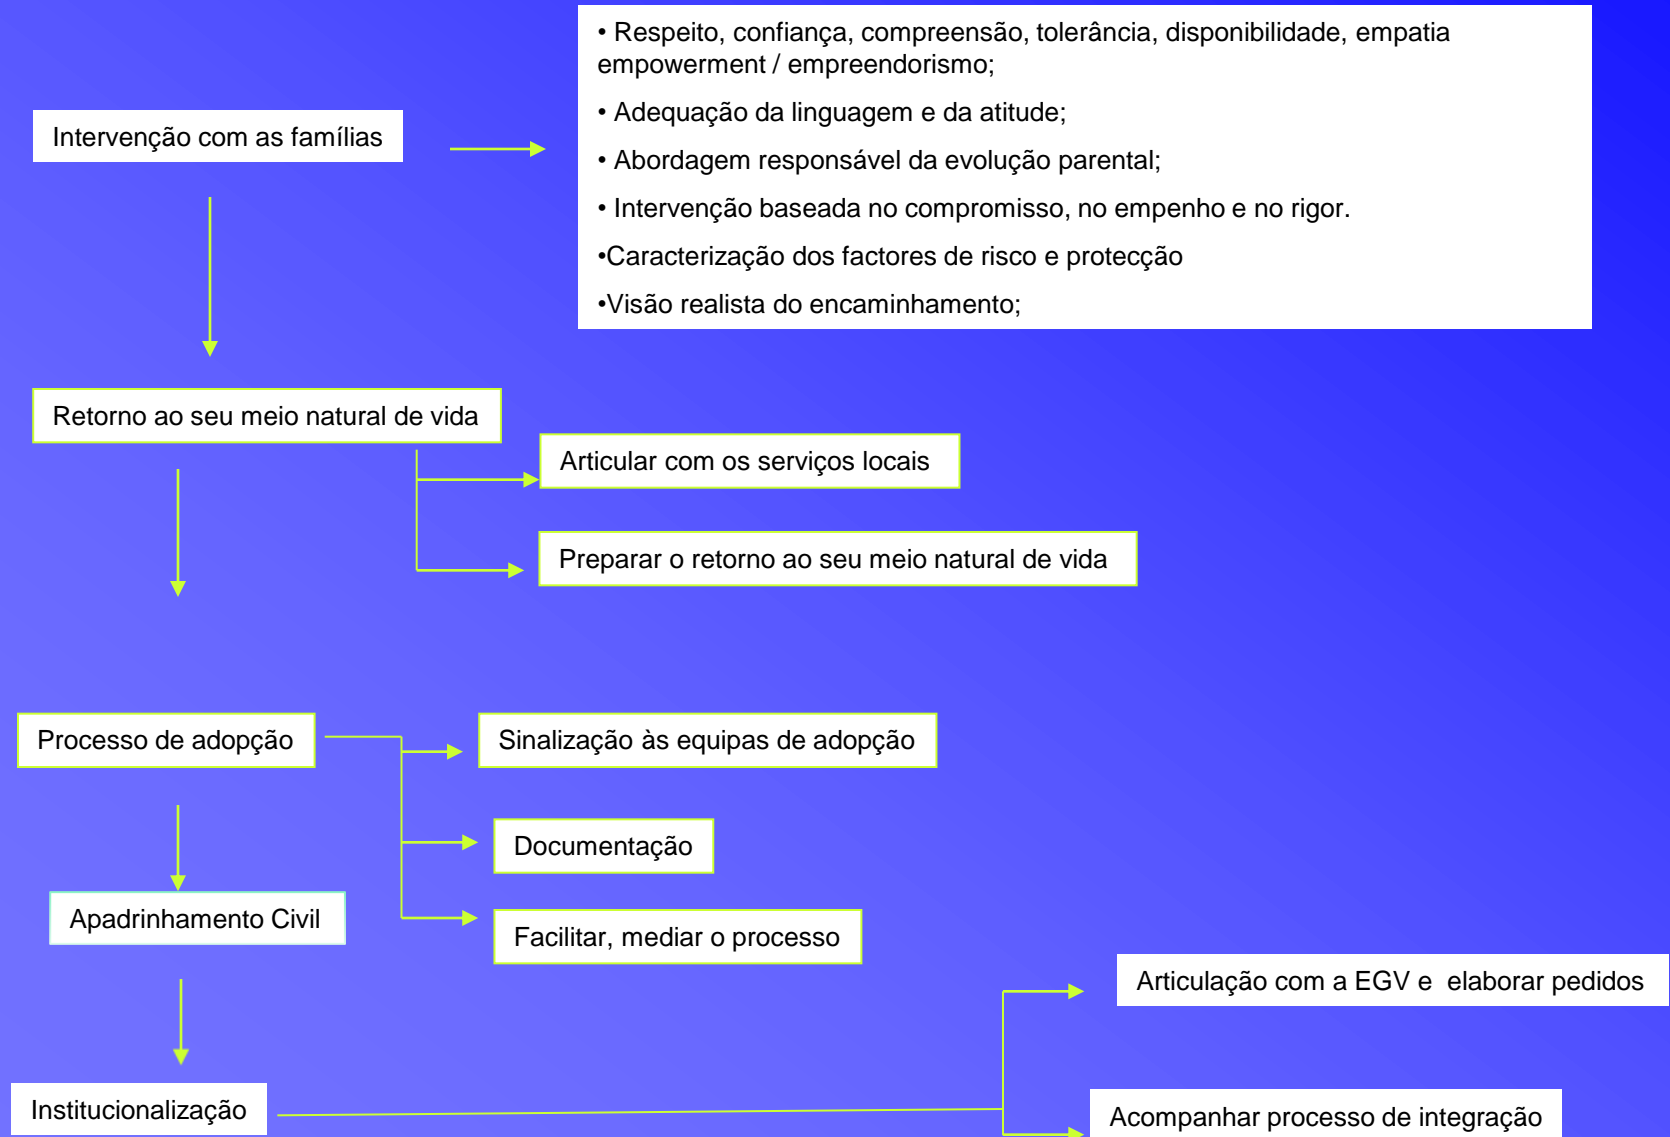 • Respeito, confiança, compreensão, tolerância, disponibilidade, empatia
empowerment / empreendorismo;
• Adequação da linguagem e da atitude;
• Abordagem responsável da evolução parental;
• Intervenção baseada no compromisso, no empenho e no rigor.
•Caracterização dos factores de risco e protecção
•Visão realista do encaminhamento;
Intervenção com as famílias
Retorno ao seu meio natural de vida
Articular com os serviços locais
Preparar o retorno ao seu meio natural de vida
Processo de adopção
Sinalização às equipas de adopção
Documentação
Facilitar, mediar o processo
Apadrinhamento Civil
Institucionalização
Articulação com a EGV e  elaborar pedidos
Acompanhar processo de integração